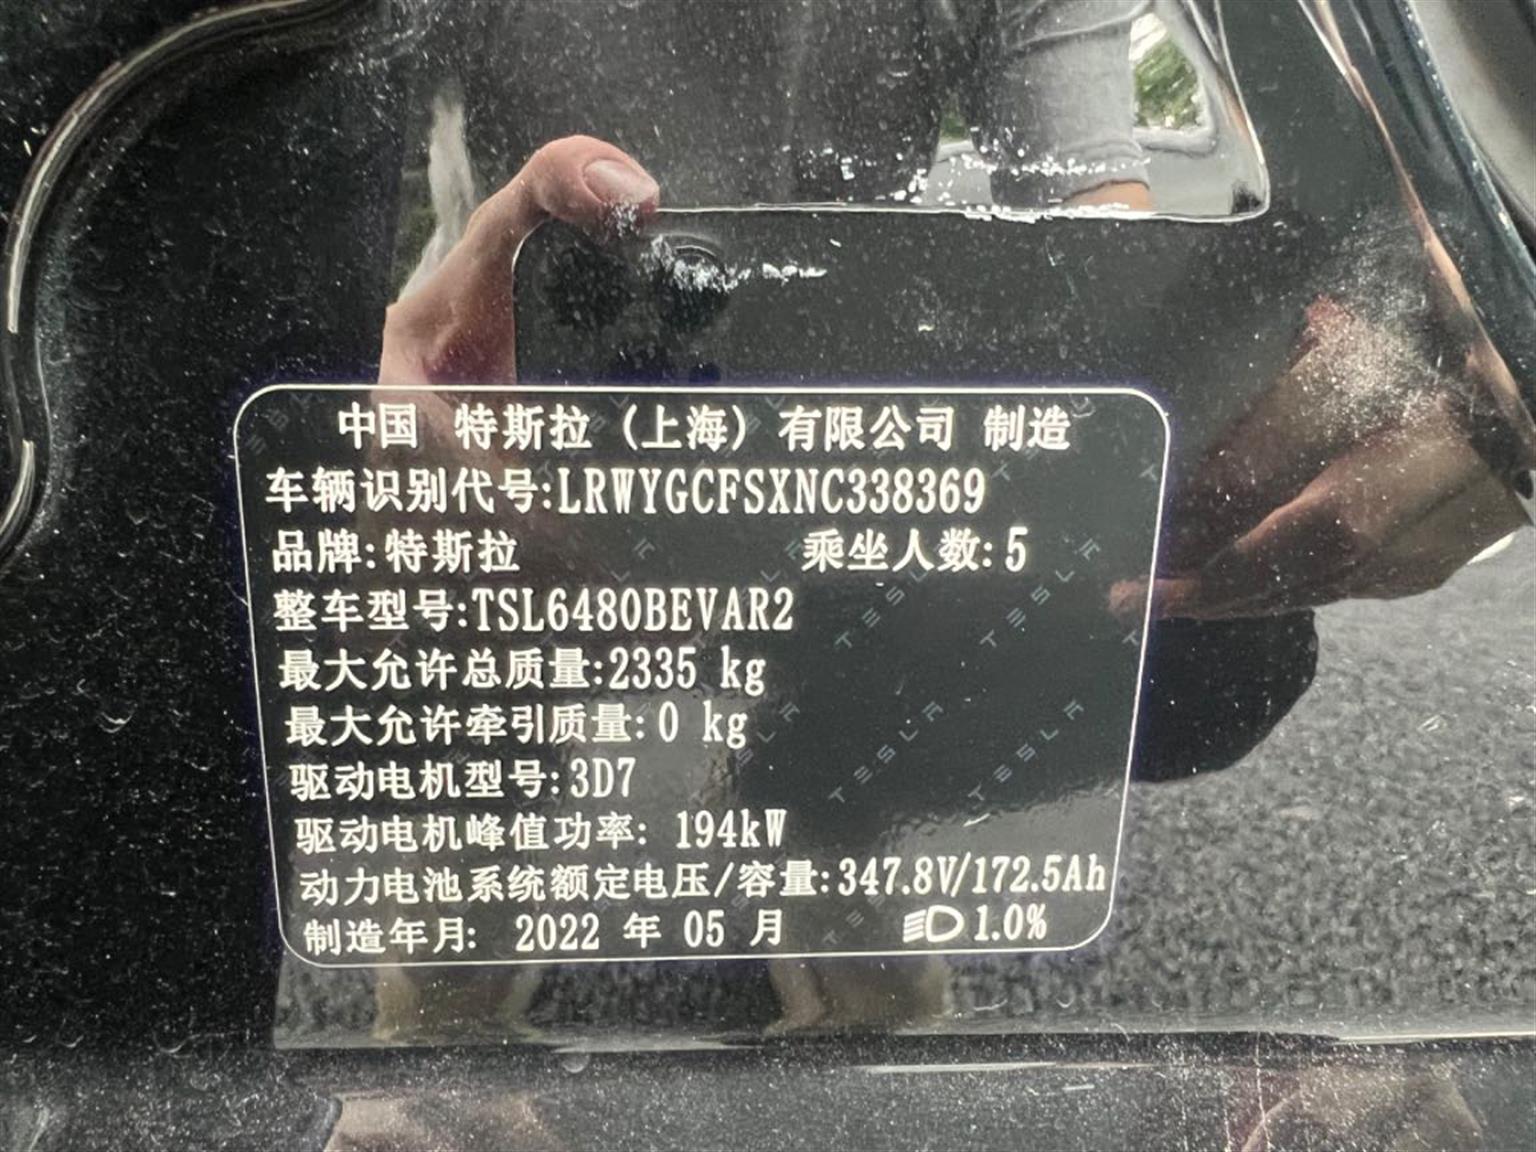 中国 特斯拉 (上海) 有限公司 制造
车辆识别代号:LRWYGCFSXNC338369
品牌:特斯拉 乘坐人数:5
整车型号:TSL6480BEVAR2
最大允许总质量:2335 kg
最大允许牵引质量:0 kg
驱动电机型号:3D7
驱动电机峰值功率: 194kW
动力电池系统额定电压/容量:347.8V/172.5Ah
制造年月: 2022 年 05 月 1.0%
TESLA
TESLA
TESLA
TESLA